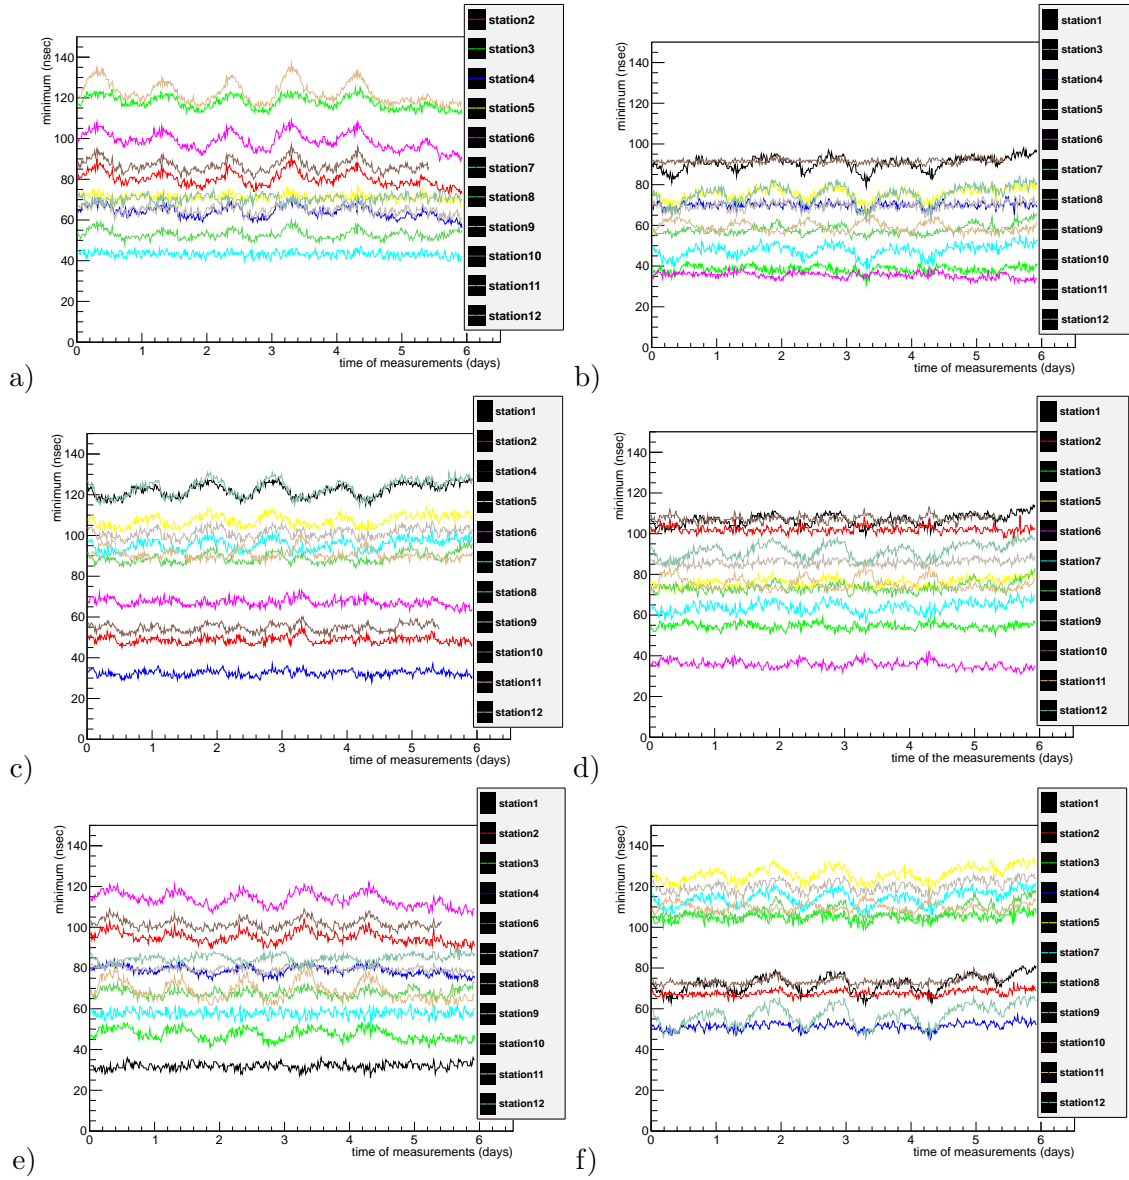 station2
station3
station4
station5
station6
station7
station8
station9
station10
station11
station12
minimum (nsec)
140
120
100
80
60
40
20
0
0 1 2 3 4 5 6
time of measurements (days)
a)
station1
station3
station4
station5
station6
station7
station8
station9
station10
station11
station12
minimum (nsec)
140
120
100
80
60
40
20
0
0 1 2 3 4 5 6
time of measurements (days)
b)
station1
station2
station4
station5
station6
station7
station8
station9
station10
station11
station12
minimum (nsec)
140
120
100
80
60
40
20
0
0 1 2 3 4 5 6
time of measurements (days)
c)
station1
station2
station3
station5
station6
station7
station8
station9
station10
station11
station12
minimum (nsec)
140
120
100
80
60
40
20
0
0 1 2 3 4 5 6
time of the measurements (days)
d)
station1
station2
station3
station4
station6
station7
station8
station9
station10
station11
station12
minimum (nsec)
140
120
100
80
60
40
20
0
0 1 2 3 4 5 6
time of measurements (days)
e)
station1
station2
station3
station4
station5
station7
station8
station9
station10
station11
station12
minimum (nsec)
140
120
100
80
60
40
20
0
0 1 2 3 4 5 6
time of measurements (days)
f)